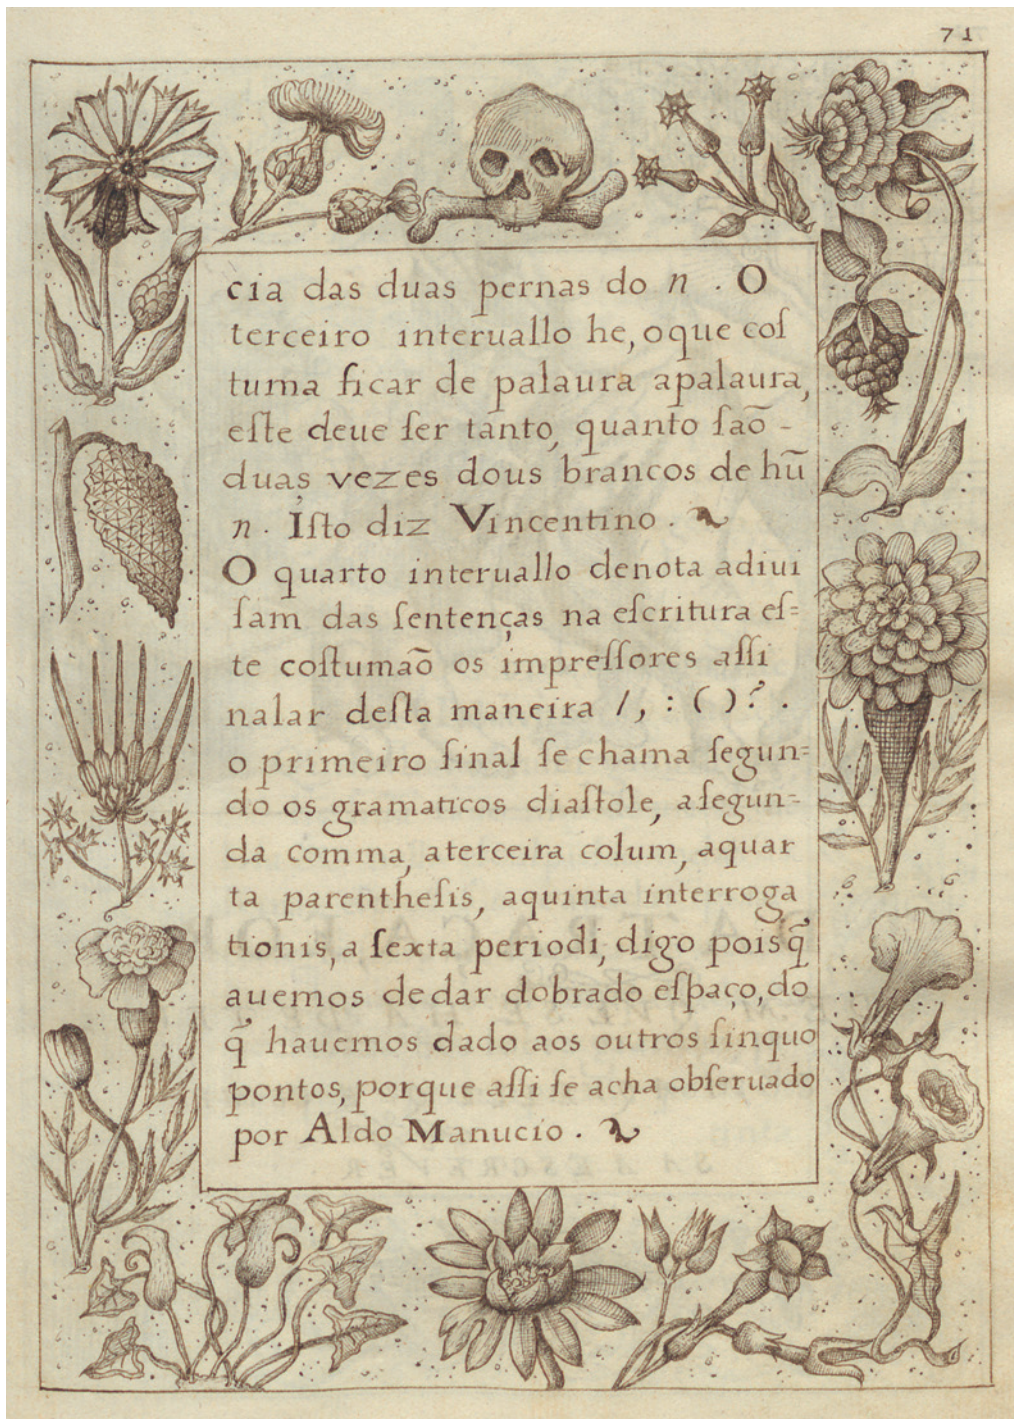 71
cia das duas pernas do n . O
terceiro interuallo he, oque coſ
tuma ficar de palaura apalaura,
eſte deue ſer tanto, quanto ſaõ -
duas vezes dous brancos de hũ
n . Iſto diz Vincentino .
O quarto interuallo denota adiui
ſam das ſentenças na eſcritura eſ=
te coſtumaõ os impreſſores aſſi
nalar deſta maneira /, : ( ) ? .
o primeiro ſinal ſe chama ſegun=
do os gramaticos diaſtole, aſegun=
da comma, aterceira colum, aquar
ta parentheſis, aquinta interroga
tionis, a ſexta periodi, digo pois q̃
auemos dedar dobrado eſpaço, do
q̃ hauemos dado aos outros ſinquo
pontos, porque aſſi ſe acha obſeruado
por Aldo Manucio .